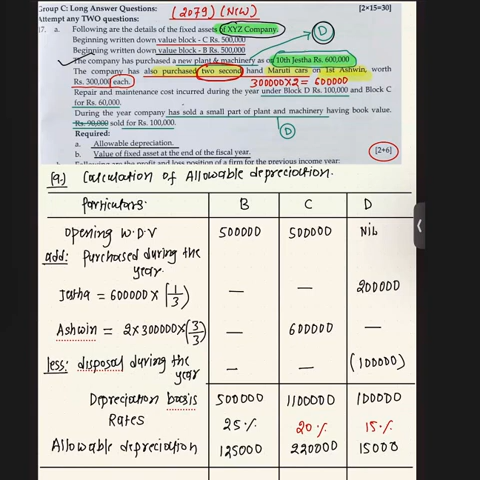 Group C: Long Answer Questions: (2079) (New) [2×15=30]
Attempt any TWO questions:
17. a. Following are the details of the fixed assets of XYZ Company.
Beginning written down value block - C Rs. 500,000
Beginning written down value block - B Rs. 500,000
The company has purchased a new plant & machinery as on 10th Jestha Rs. 600,000
The company has also purchased two second hand Maruti cars on 1st Ashwin, worth
Rs. 300,000 each. 300000×2 = 600000
Repair and maintenance cost incurred during the year under Block D Rs. 100,000 and Block C
for Rs. 60,000.
During the year company has sold a small part of plant and machinery having book value.
Rs. 90,000 sold for Rs. 100,000.
D
D
Required:
a. Allowable depreciation.
b. Value of fixed asset at the end of the fiscal year. [2+6]
(a.) Calculation of Allowable depreciation.
Particulars. B C D
Opening W.D.V 500000 500000 Nil
add: Purchased during the
year.
Jestha = 600000 × (1/3) — — 200000
Ashwin = 2×300000×(3/3) — 600000 —
less: disposal during the
year — — (100000)
Depreciation basis 500000 1100000 100000
Rates 25% 20% 15%
Allowable depreciation 125000 220000 15000